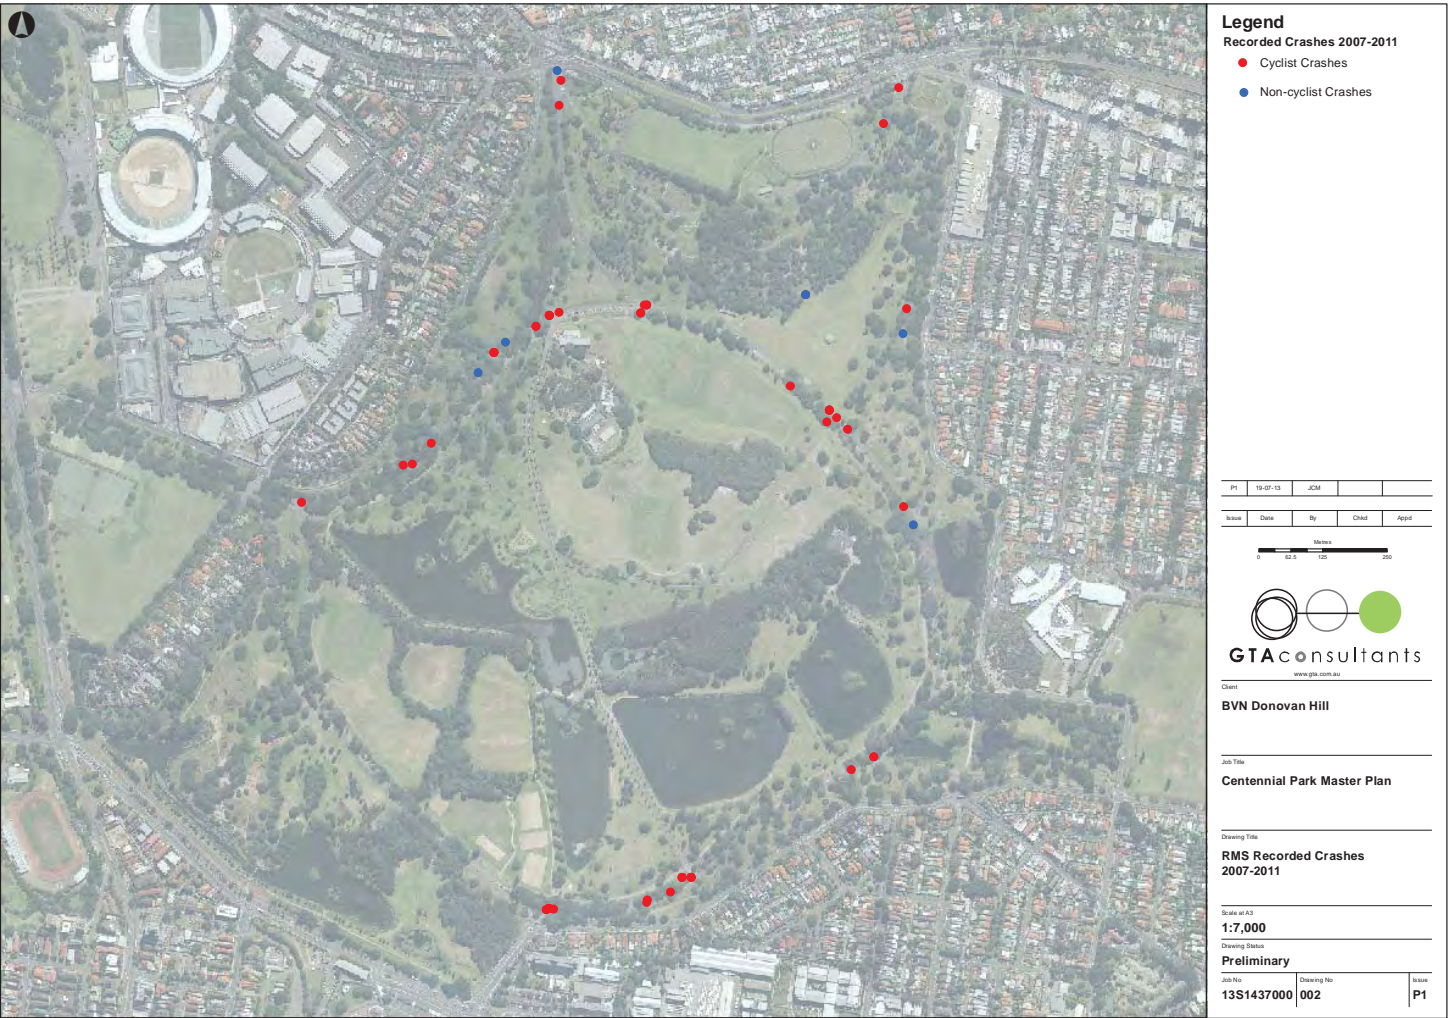 Legend
Recorded Crashes 2007-2011
Cyclist Crashes
Non-cyclist Crashes
P1 19-07-13 JCM
Issue Date By Chkd Appd
Metres
0 62.5 125 250
GTAconsultants
www.gta.com.au
Client
BVN Donovan Hill
Job Title
Centennial Park Master Plan
Drawing Title
RMS Recorded Crashes
2007-2011
Scale at A3
1:7,000
Drawing Status
Preliminary
Job No Drawing No Issue
13S1437000 002 P1